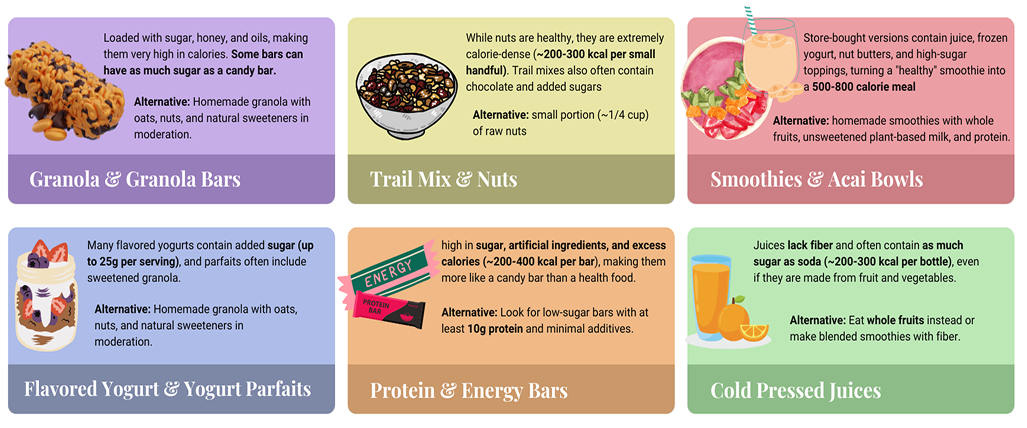 Loaded with sugar, honey, and oils, making
them very high in calories. Some bars can
have as much sugar as a candy bar.
Alternative: Homemade granola with
oats, nuts, and natural sweeteners in
moderation.
Granola & Granola Bars
While nuts are healthy, they are extremely
calorie-dense (~200-300 kcal per small
handful). Trail mixes also often contain
chocolate and added sugars
Alternative: small portion (~1/4 cup)
of raw nuts
Trail Mix & Nuts
Store-bought versions contain juice, frozen
yogurt, nut butters, and high-sugar
toppings, turning a "healthy" smoothie into
a 500-800 calorie meal
Alternative: homemade smoothies with whole
fruits, unsweetened plant-based milk, and protein.
Smoothies & Acai Bowls
Many flavored yogurts contain added sugar (up
to 25g per serving), and parfaits often include
sweetened granola.
Alternative: Homemade granola with oats,
nuts, and natural sweeteners in
moderation.
Flavored Yogurt & Yogurt Parfaits
ENERGY
PROTEIN
BAR
high in sugar, artificial ingredients, and excess
calories (~200-400 kcal per bar), making them
more like a candy bar than a health food.
Alternative: Look for low-sugar bars with at
least 10g protein and minimal additives.
Protein & Energy Bars
Juices lack fiber and often contain as much
sugar as soda (~200-300 kcal per bottle), even
if they are made from fruit and vegetables.
Alternative: Eat whole fruits instead or
make blended smoothies with fiber.
Cold Pressed Juices